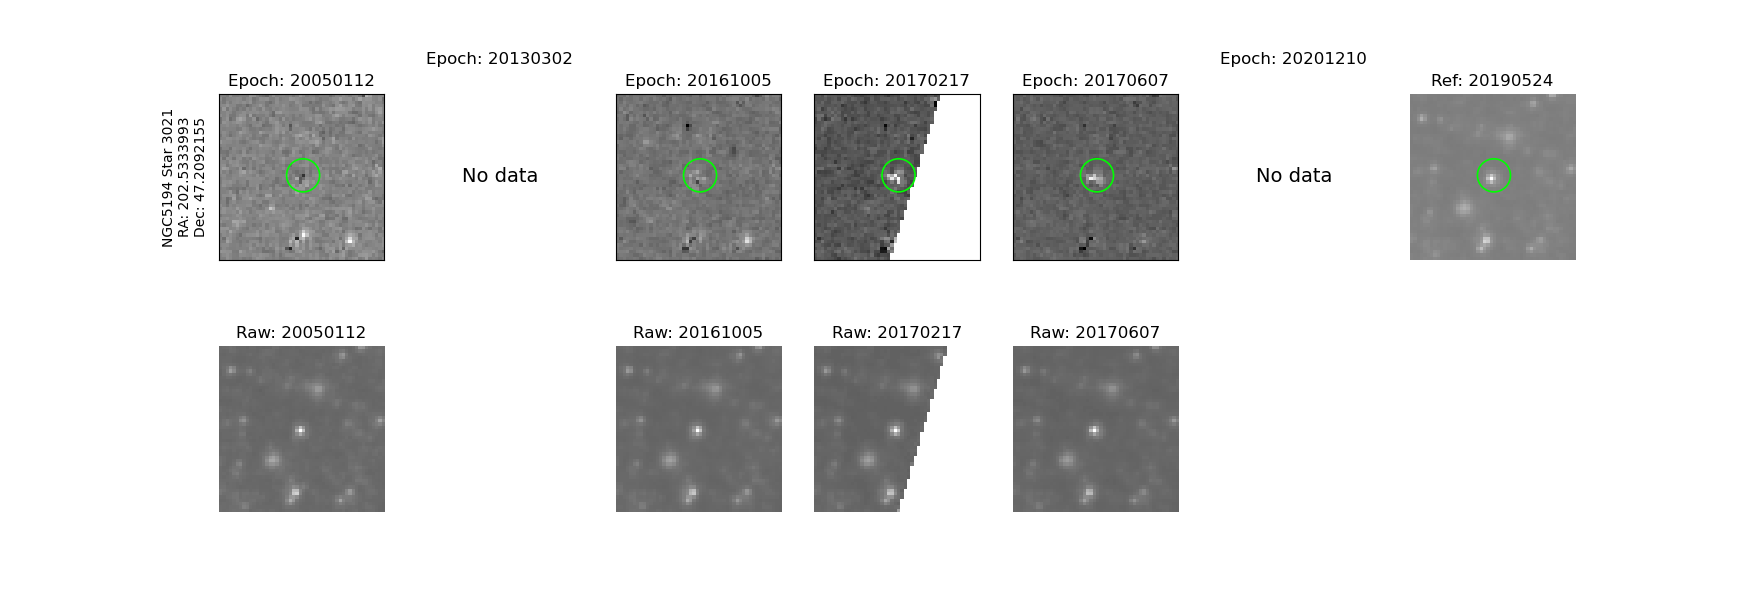 Epoch: 20130302
Epoch: 20201210
Epoch: 20050112
Epoch: 20161005
Epoch: 20170217
Epoch: 20170607
Ref: 20190524
NGC5194 Star 3021
RA: 202.5333993
Dec: 47.2092155
No data
No data
Raw: 20050112
Raw: 20161005
Raw: 20170217
Raw: 20170607